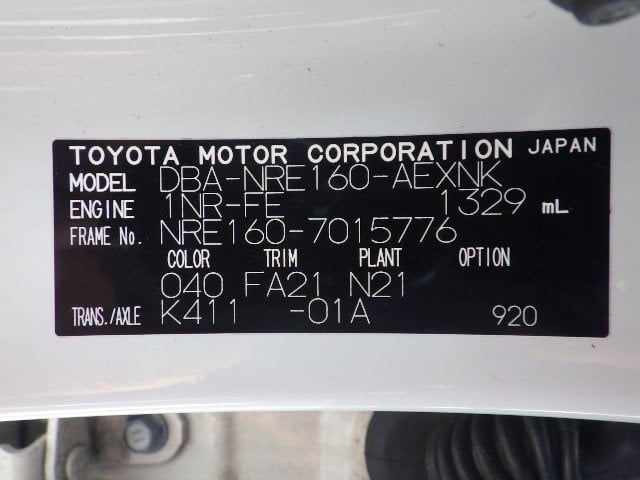 TOYOTA MOTOR CORPORATION JAPAN
MODEL DBA-NRE160-AEXNK
ENGINE 1NR-FE 1329 mL
FRAME No. NRE160-7015776
COLOR TRIM PLANT OPTION
040 FA21 N21
TRANS./AXLE K411 -01A 920